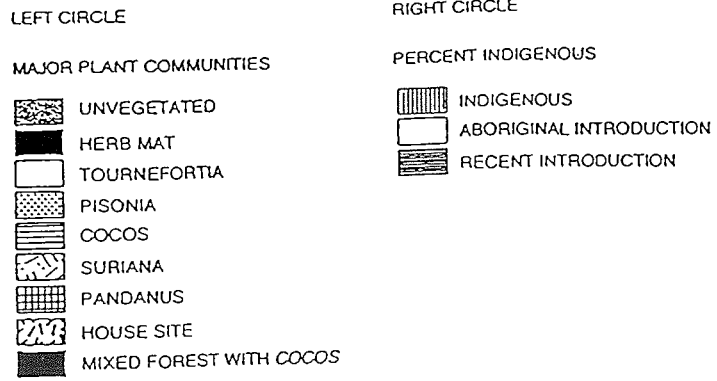 LEFT CIRCLE
MAJOR PLANT COMMUNITIES
UNVEGETATED
HERB MAT
TOURNEFORTIA
PISONIA
COCOS
SURIANA
PANDANUS
HOUSE SITE
MIXED FOREST WITH COCOS
RIGHT CIRCLE
PERCENT INDIGENOUS
INDIGENOUS
ABORIGINAL INTRODUCTION
RECENT INTRODUCTION